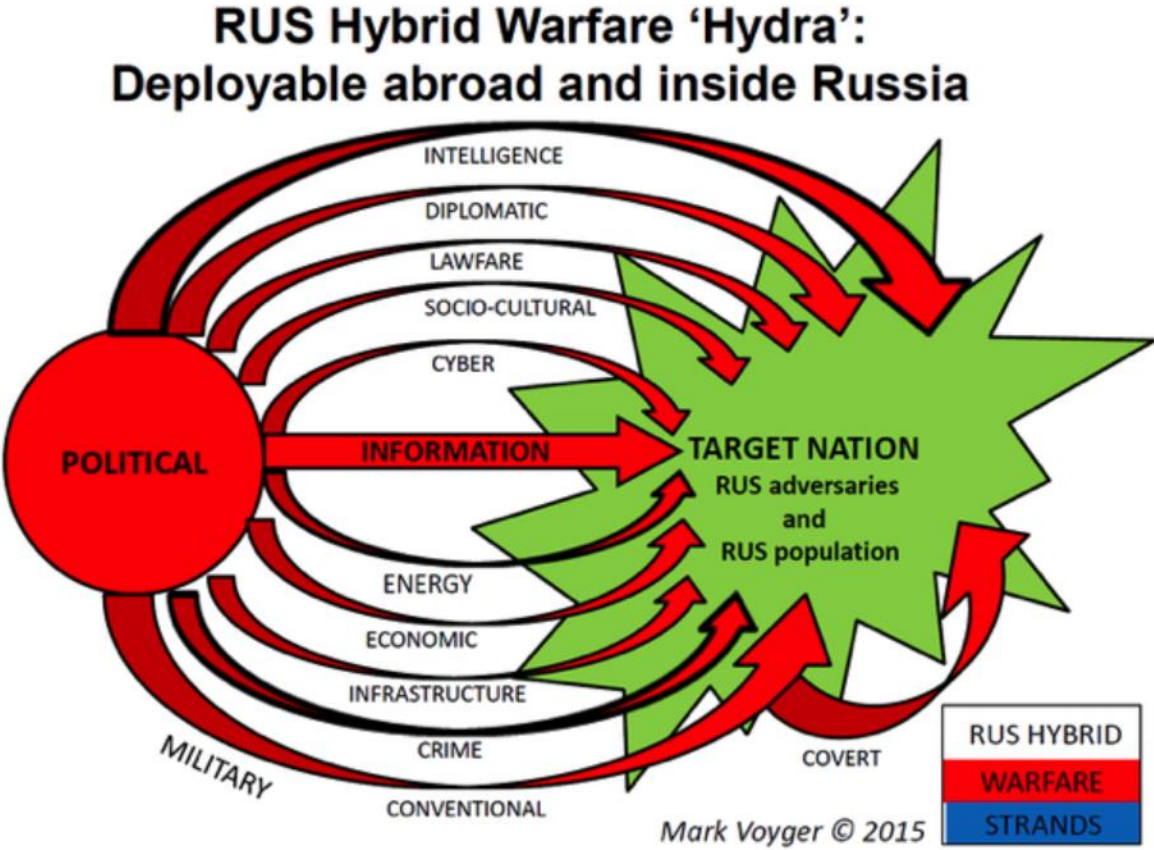 RUS Hybrid Warfare ‘Hydra’:
Deployable abroad and inside Russia
INTELLIGENCE
DIPLOMATIC
LAWFARE
SOCIO-CULTURAL
CYBER
POLITICAL
INFORMATION
TARGET NATION
RUS adversaries
and
RUS population
ENERGY
ECONOMIC
INFRASTRUCTURE
CRIME
MILITARY
CONVENTIONAL
COVERT
RUS HYBRID
WARFARE
STRANDS
Mark Voyger © 2015